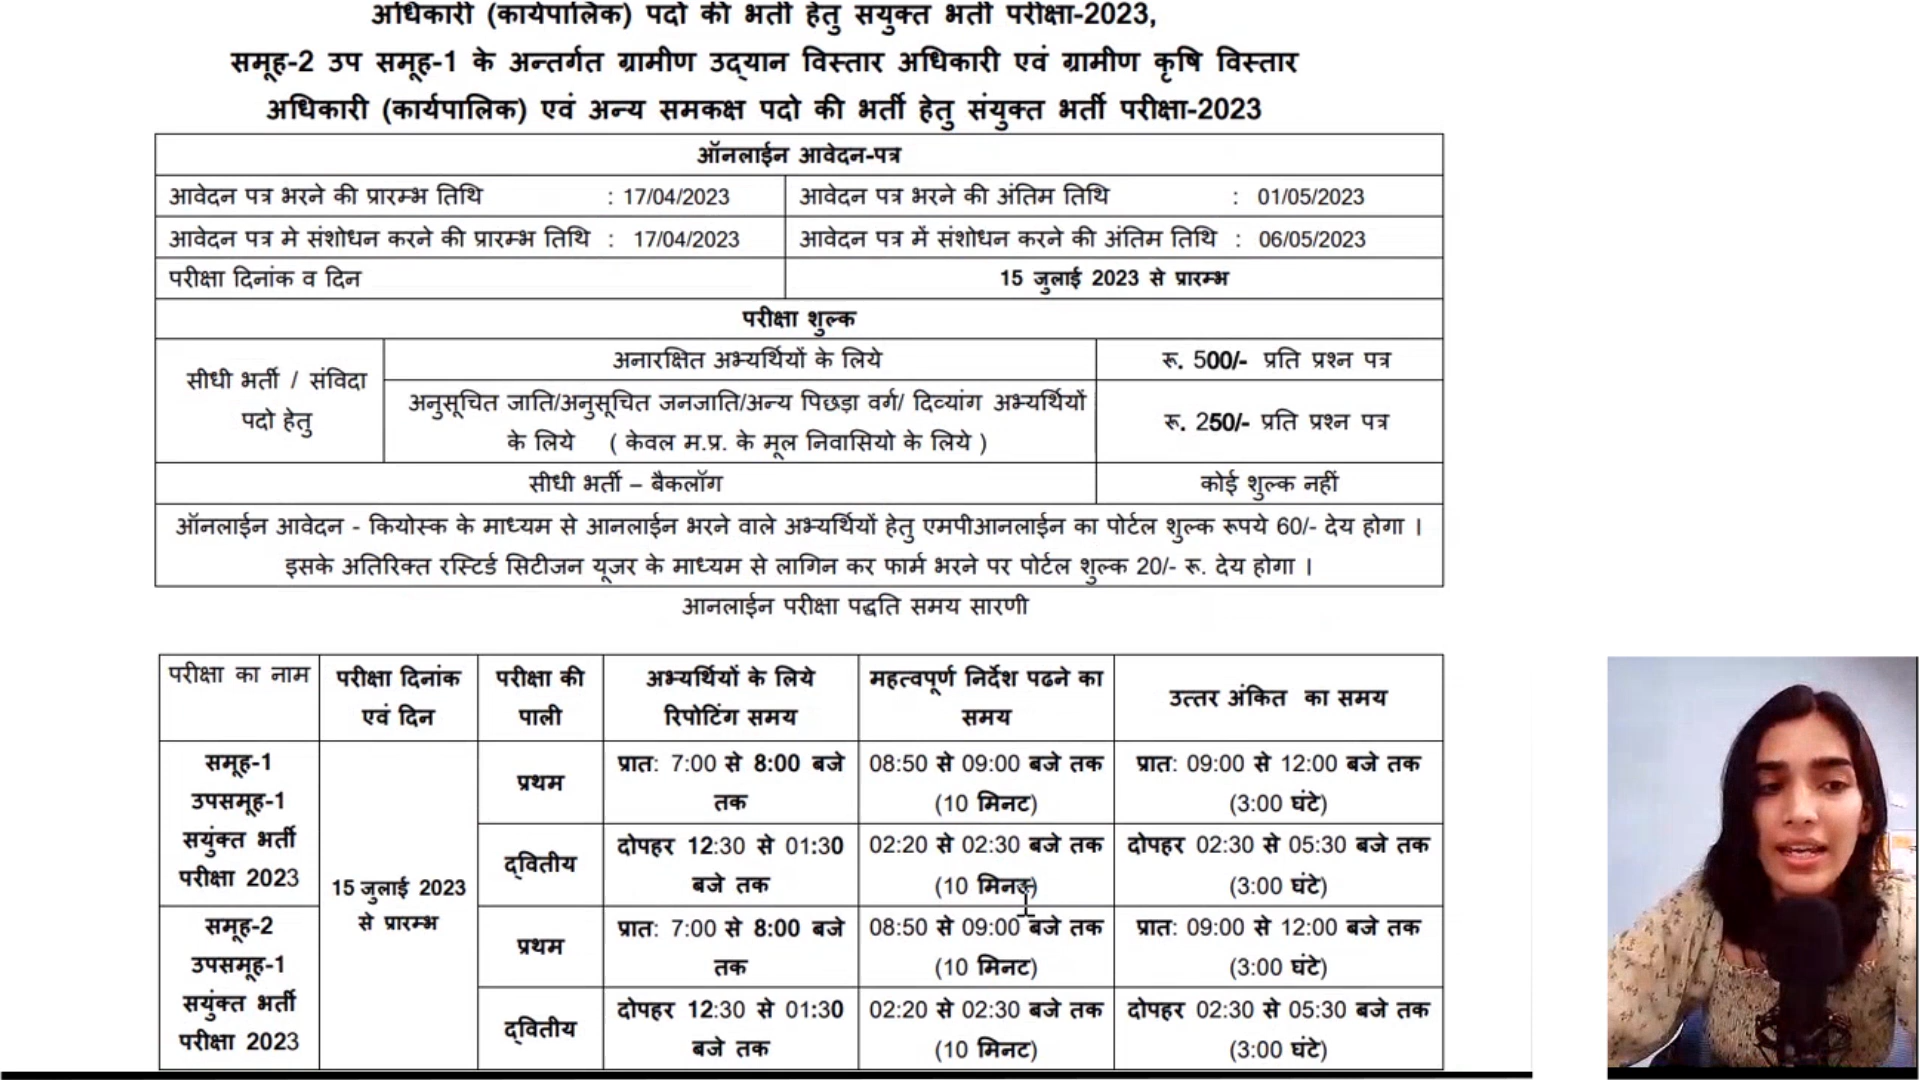 अधिकारी (कार्यपालिक) पदो की भर्ती हेतु सयुक्त भर्ती परीक्षा-2023,
समूह-2 उप समूह-1 के अन्तर्गत ग्रामीण उद्यान विस्तार अधिकारी एवं ग्रामीण कृषि विस्तार
अधिकारी (कार्यपालिक) एवं अन्य समकक्ष पदो की भर्ती हेतु संयुक्त भर्ती परीक्षा-2023
ऑनलाईन आवेदन-पत्र
आवेदन पत्र भरने की प्रारम्भ तिथि : 17/04/2023 आवेदन पत्र भरने की अंतिम तिथि : 01/05/2023
आवेदन पत्र मे संशोधन करने की प्रारम्भ तिथि : 17/04/2023 आवेदन पत्र में संशोधन करने की अंतिम तिथि : 06/05/2023
परीक्षा दिनांक व दिन 15 जुलाई 2023 से प्रारम्भ
परीक्षा शुल्क
सीधी भर्ती / संविदा
पदो हेतु
अनारक्षित अभ्यर्थियों के लिये रू. 500/- प्रति प्रश्न पत्र
अनुसूचित जाति/अनुसूचित जनजाति/अन्य पिछड़ा वर्ग/ दिव्यांग अभ्यर्थियों
के लिये ( केवल म.प्र. के मूल निवासियो के लिये )
रू. 250/- प्रति प्रश्न पत्र
सीधी भर्ती – बैकलॉग कोई शुल्क नहीं
ऑनलाईन आवेदन - कियोस्क के माध्यम से आनलाईन भरने वाले अभ्यर्थियों हेतु एमपीआनलाईन का पोर्टल शुल्क रूपये 60/- देय होगा ।
इसके अतिरिक्त रस्टिर्ड सिटीजन यूजर के माध्यम से लागिन कर फार्म भरने पर पोर्टल शुल्क 20/- रू. देय होगा ।
आनलाईन परीक्षा पद्धति समय सारणी
परीक्षा का नाम
परीक्षा दिनांक
एवं दिन
परीक्षा की
पाली
अभ्यर्थियों के लिये
रिपोटिंग समय
महत्वपूर्ण निर्देश पढने का
समय
उत्तर अंकित का समय
समूह-1
उपसमूह-1
सयुंक्त भर्ती
परीक्षा 2023
15 जुलाई 2023
से प्रारम्भ
प्रथम
प्रात: 7:00 से 8:00 बजे
तक
08:50 से 09:00 बजे तक
(10 मिनट)
प्रात: 09:00 से 12:00 बजे तक
(3:00 घंटे)
द्वितीय
दोपहर 12:30 से 01:30
बजे तक
02:20 से 02:30 बजे तक
(10 मिनट)
दोपहर 02:30 से 05:30 बजे तक
(3:00 घंटे)
समूह-2
उपसमूह-1
सयुंक्त भर्ती
परीक्षा 2023
प्रथम
प्रात: 7:00 से 8:00 बजे
तक
08:50 से 09:00 बजे तक
(10 मिनट)
प्रात: 09:00 से 12:00 बजे तक
(3:00 घंटे)
द्वितीय
दोपहर 12:30 से 01:30
बजे तक
02:20 से 02:30 बजे तक
(10 मिनट)
दोपहर 02:30 से 05:30 बजे तक
(3:00 घंटे)